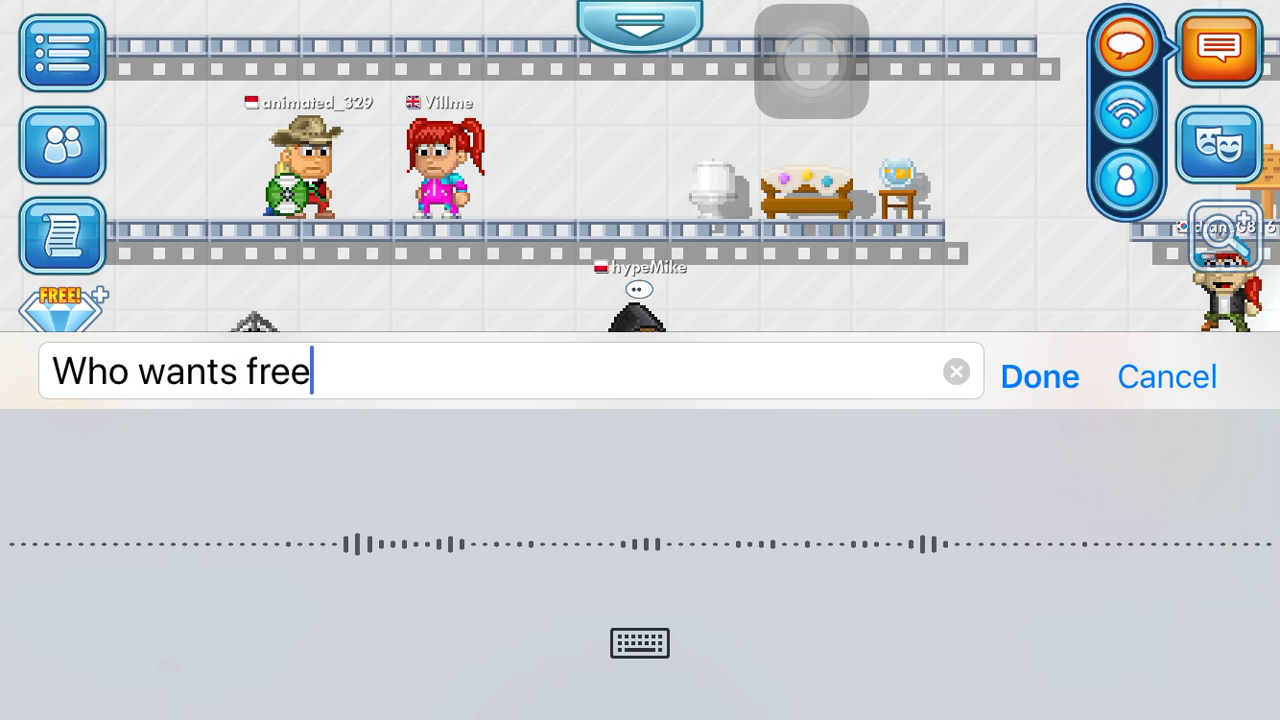 animated_329
Villme
hypeMike
FREE!
Who wants free
Done
Cancel